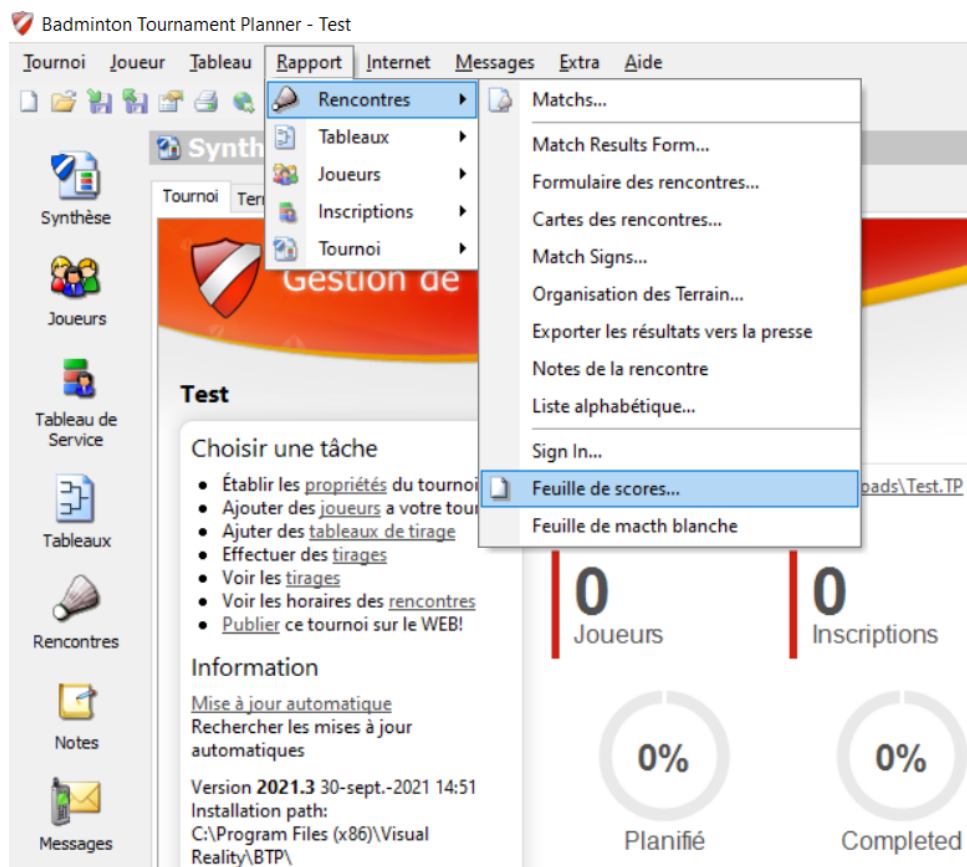 Badminton Tournament Planner - Test
Tournoi Joueur Tableau Rapport Internet Messages Extra Aide
Rencontres
Tableaux
Joueurs
Inscriptions
Tournoi
Matchs...
Match Results Form...
Formulaire des rencontres...
Cartes des rencontres...
Match Signs...
Organisation des Terrain...
Exporter les résultats vers la presse
Notes de la rencontre
Liste alphabétique...
Sign In...
Feuille de scores...
Feuille de macth blanche
Synthèse
Joueurs
Tableau de
Service
Tableaux
Rencontres
Notes
Messages
Synth
Tournoi Ter
Gestion de
Test
Choisir une tâche
• Établir les propriétés du tournoi
• Ajouter des joueurs a votre tour
• Ajuter des tableaux de tirage
• Effectuer des tirages
• Voir les tirages
• Voir les horaires des rencontres
• Publier ce tournoi sur le WEB!
Information
Mise à jour automatique
Rechercher les mises à jour
automatiques
Version 2021.3 30-sept.-2021 14:51
Installation path:
C:\Program Files (x86)\Visual
Reality\BTP\
oads\Test.TP
0
Joueurs
0
Inscriptions
0%
Planifié
0%
Completed